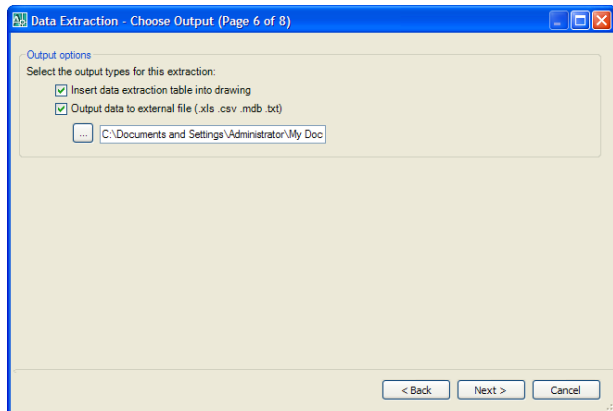 Data Extraction - Choose Output (Page 6 of 8)
Output options
Select the output types for this extraction:
Insert data extraction table into drawing
Output data to external file (.xls .csv .mdb .txt)
... C:\Documents and Settings\Administrator\My Doc
< Back Next > Cancel